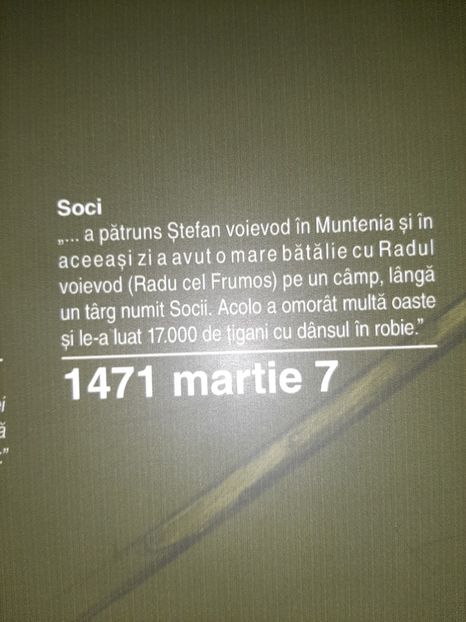 Soci
„... a pătruns Ștefan voievod în Muntenia și în
aceeași zi a avut o mare bătălie cu Radul
voievod (Radu cel Frumos) pe un câmp, lângă
un târg numit Socii. Acolo a omorât multă oaste
și le-a luat 17.000 de țigani cu dânsul în robie.”
1471 martie 7